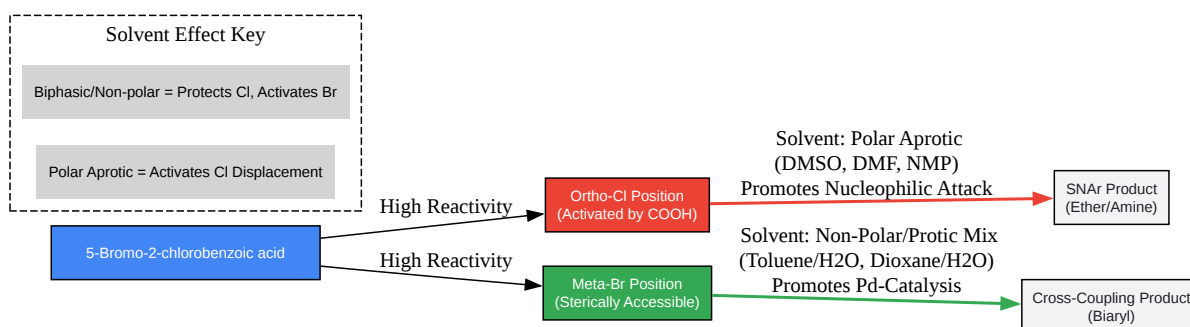 Solvent Effect Key
Biphasic/Non-polar = Protects Cl, Activates Br
Polar Aprotic = Activates Cl Displacement
5-Bromo-2-chlorobenzoic acid
High Reactivity
High Reactivity
Ortho-Cl Position
(Activated by COOH)
Meta-Br Position
(Sterically Accessible)
Solvent: Polar Aprotic
(DMSO, DMF, NMP)
Promotes Nucleophilic Attack
Solvent: Non-Polar/Protic Mix
(Toluene/H2O, Dioxane/H2O)
Promotes Pd-Catalysis
SNAr Product
(Ether/Amine)
Cross-Coupling Product
(Biaryl)